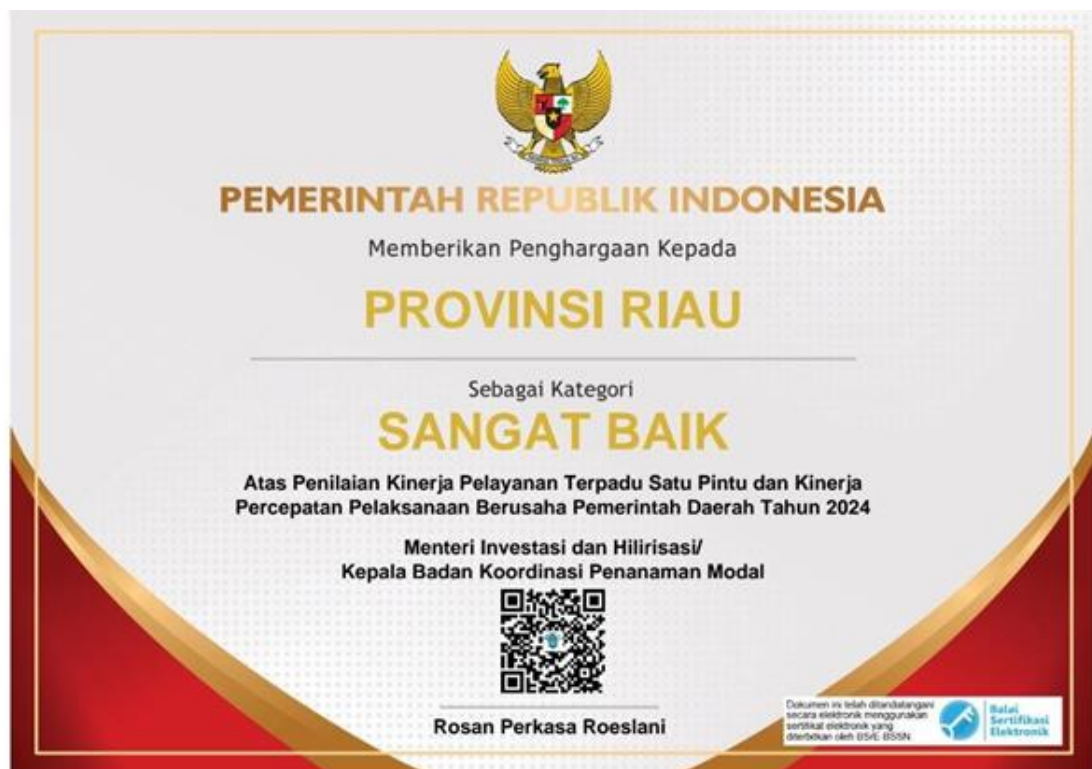 PEMERINTAH REPUBLIK INDONESIA
Memberikan Penghargaan Kepada
PROVINSI RIAU
Sebagai Kategori
SANGAT BAIK
Atas Penilaian Kinerja Pelayanan Terpadu Satu Pintu dan Kinerja
Percepatan Pelaksanaan Berusaha Pemerintah Daerah Tahun 2024
Menteri Investasi dan Hilirisasi/
Kepala Badan Koordinasi Penanaman Modal
Rosan Perkasa Roeslani
Dokumen ini telah ditandatangani
secara elektronik menggunakan
sertifikat elektronik yang
diterbitkan oleh BSrE BSSN
Balai
Sertifikasi
Elektronik